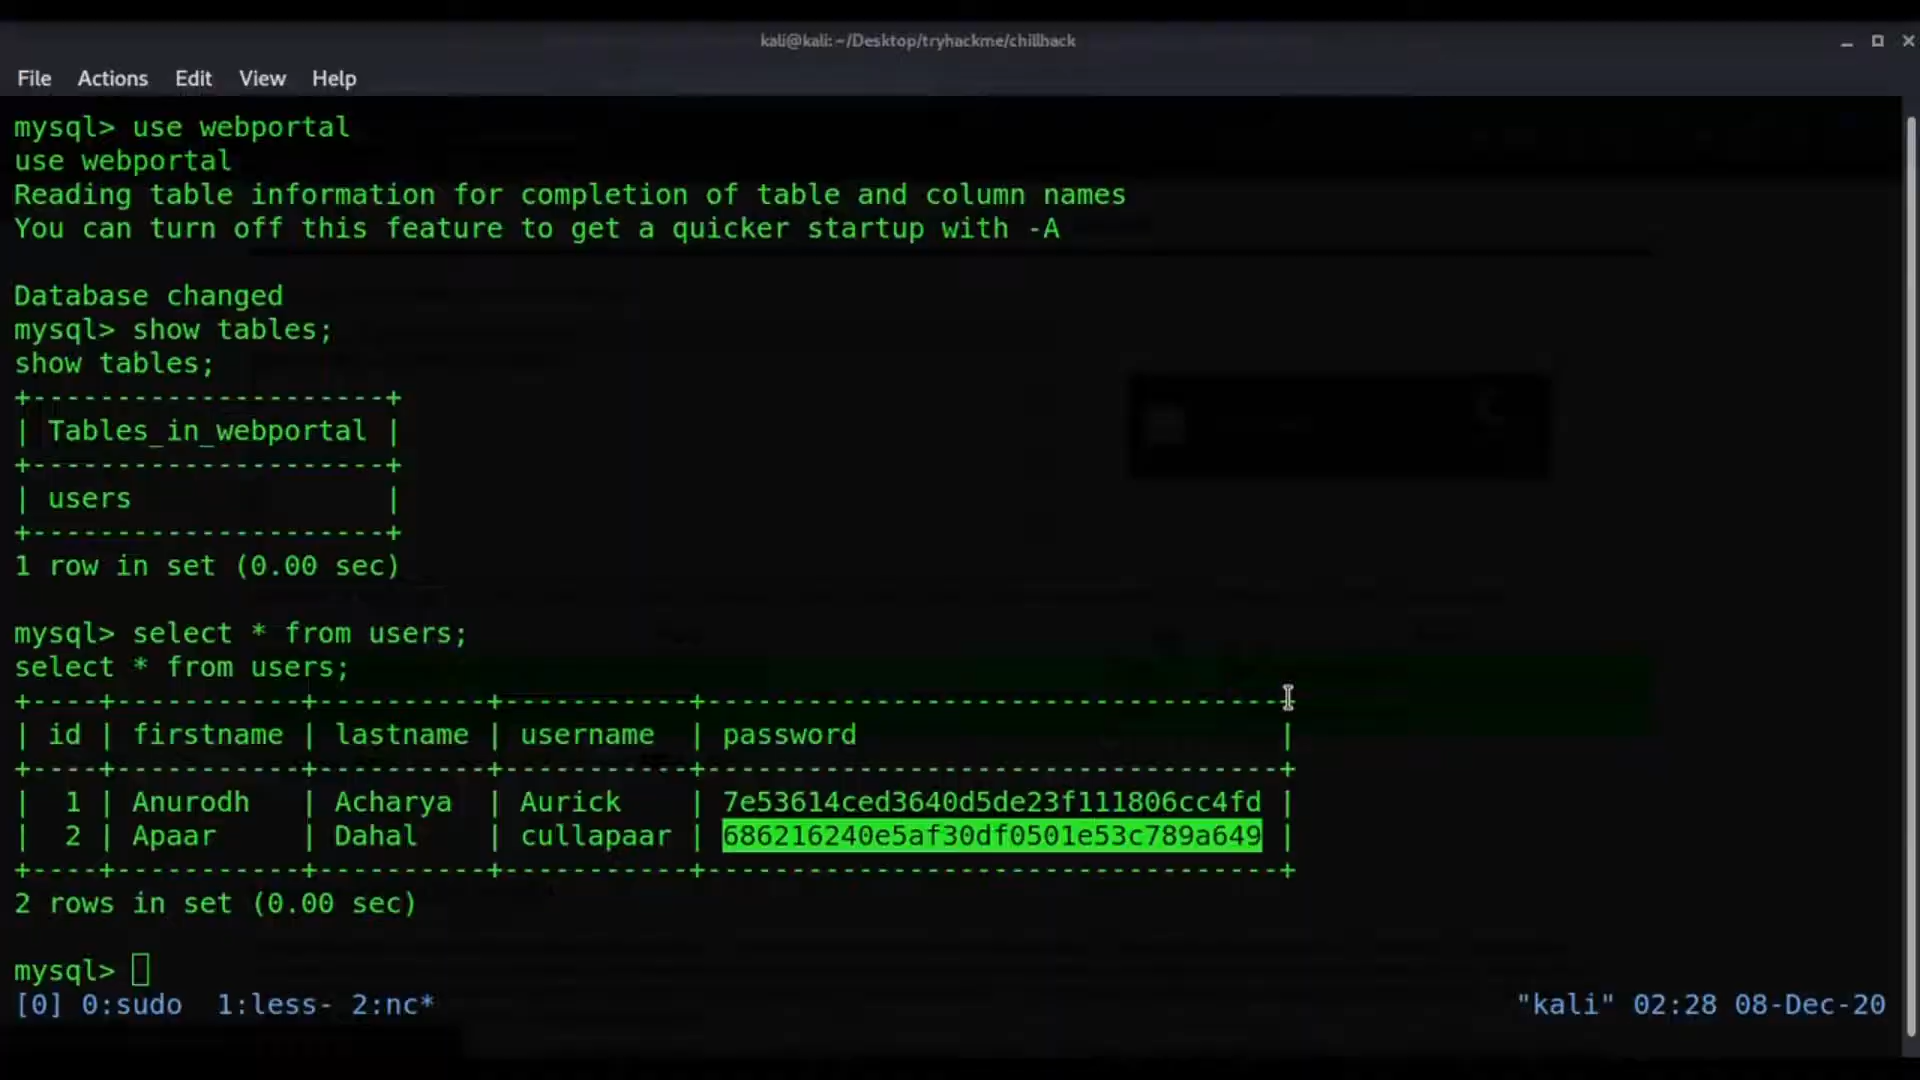 kali@kali: ~/Desktop/tryhackme/chillhack
File Actions Edit View Help
mysql> use webportal
use webportal
Reading table information for completion of table and column names
You can turn off this feature to get a quicker startup with -A
Database changed
mysql> show tables;
show tables;
+---------------------+
| Tables_in_webportal |
+---------------------+
| users               |
+---------------------+
1 row in set (0.00 sec)
mysql> select * from users;
select * from users;
+----+-----------+----------+-----------+----------------------------------+
| id | firstname | lastname | username  | password                         |
+----+-----------+----------+-----------+----------------------------------+
|  1 | Anurodh   | Acharya  | Aurick    | 7e53614ced3640d5de23f111806cc4fd |
|  2 | Apaar     | Dahal    | cullapaar | 686216240e5af30df0501e53c789a649 |
+----+-----------+----------+-----------+----------------------------------+
2 rows in set (0.00 sec)
mysql>
[0] 0:sudo  1:less- 2:nc* "kali" 02:28 08-Dec-20